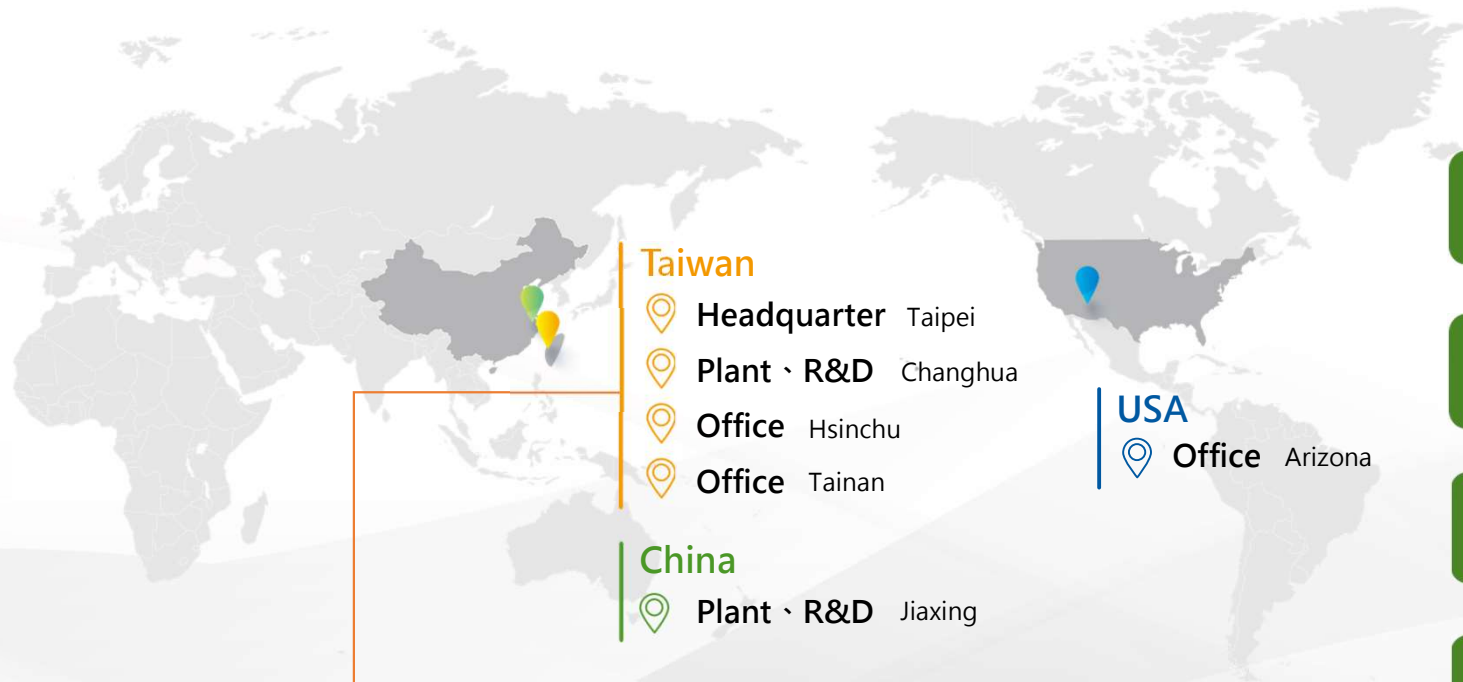 Taiwan
Headquarter Taipei
Plant、R&D Changhua
Office Hsinchu
Office Tainan
USA
Office Arizona
China
Plant、R&D Jiaxing